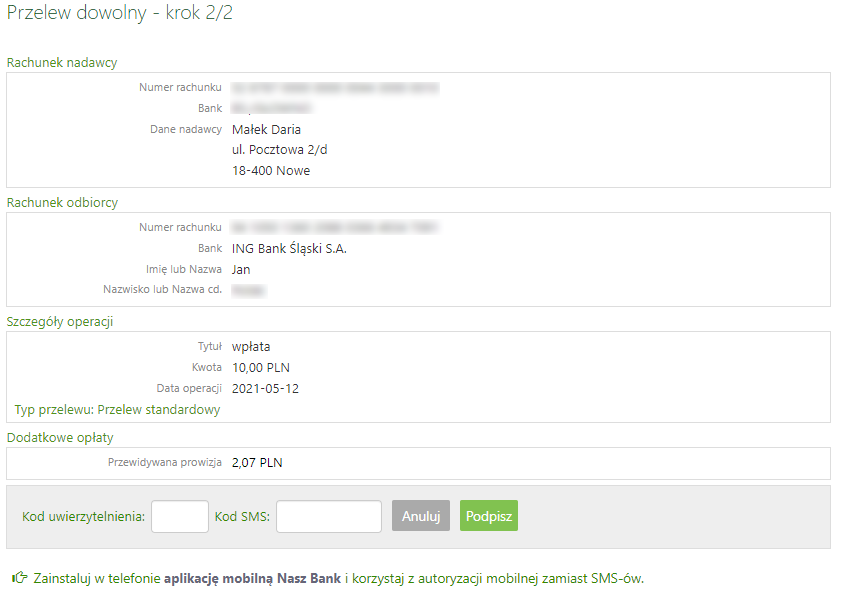 Przelew dowolny - krok 2/2
Rachunek nadawcy
Numer rachunku
Bank
Dane nadawcy Małek Daria
ul. Pocztowa 2/d
18-400 Nowe
Rachunek odbiorcy
Numer rachunku
Bank ING Bank Śląski S.A.
Imię lub Nazwa Jan
Nazwisko lub Nazwa cd.
Szczegóły operacji
Tytuł wpłata
Kwota 10,00 PLN
Data operacji 2021-05-12
Typ przelewu: Przelew standardowy
Dodatkowe opłaty
Przewidywana prowizja 2,07 PLN
Kod uwierzytelnienia: Kod SMS: Anuluj Podpisz
Zainstaluj w telefonie aplikację mobilną Nasz Bank i korzystaj z autoryzacji mobilnej zamiast SMS-ów.